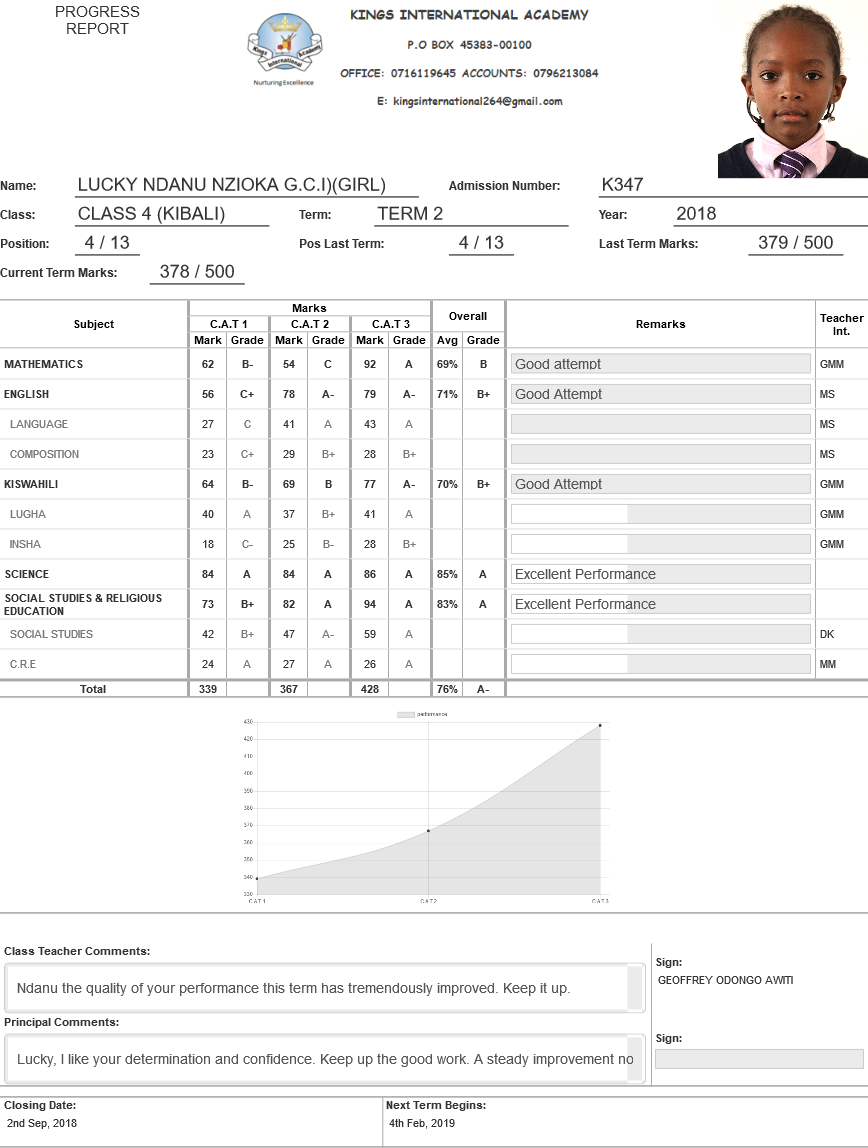 PROGRESS
REPORT
KINGS INTERNATIONAL ACADEMY
P.O BOX 45383-00100
OFFICE: 0716119645 ACCOUNTS: 0796213084
E: kingsinternational264@gmail.com
Kings Academy
International
Nurturing Excellence
Name: LUCKY NDANU NZIOKA G.C.I)(GIRL) Admission Number: K347
Class: CLASS 4 (KIBALI) Term: TERM 2 Year: 2018
Position: 4 / 13 Pos Last Term: 4 / 13 Last Term Marks: 379 / 500
Current Term Marks: 378 / 500
Subject Marks Overall Remarks Teacher Int.
C.A.T 1 C.A.T 2 C.A.T 3
Mark Grade Mark Grade Mark Grade Avg Grade
MATHEMATICS 62 B- 54 C 92 A 69% B Good attempt GMM
ENGLISH 56 C+ 78 A- 79 A- 71% B+ Good Attempt MS
LANGUAGE 27 C 41 A 43 A MS
COMPOSITION 23 C+ 29 B+ 28 B+ MS
KISWAHILI 64 B- 69 B 77 A- 70% B+ Good Attempt GMM
LUGHA 40 A 37 B+ 41 A GMM
INSHA 18 C- 25 B- 28 B+ GMM
SCIENCE 84 A 84 A 86 A 85% A Excellent Performance
SOCIAL STUDIES & RELIGIOUS
EDUCATION 73 B+ 82 A 94 A 83% A Excellent Performance
SOCIAL STUDIES 42 B+ 47 A- 59 A DK
C.R.E 24 A 27 A 26 A MM
Total 339 367 428 76% A-
performance
430
420
410
400
390
380
370
360
350
340
330
C.A.T 1 C.A.T 2 C.A.T 3
Class Teacher Comments:
Ndanu the quality of your performance this term has tremendously improved. Keep it up.
Sign:
GEOFFREY ODONGO AWITI
Principal Comments:
Lucky, I like your determination and confidence. Keep up the good work. A steady improvement no
Sign:
Closing Date: Next Term Begins:
2nd Sep, 2018 4th Feb, 2019